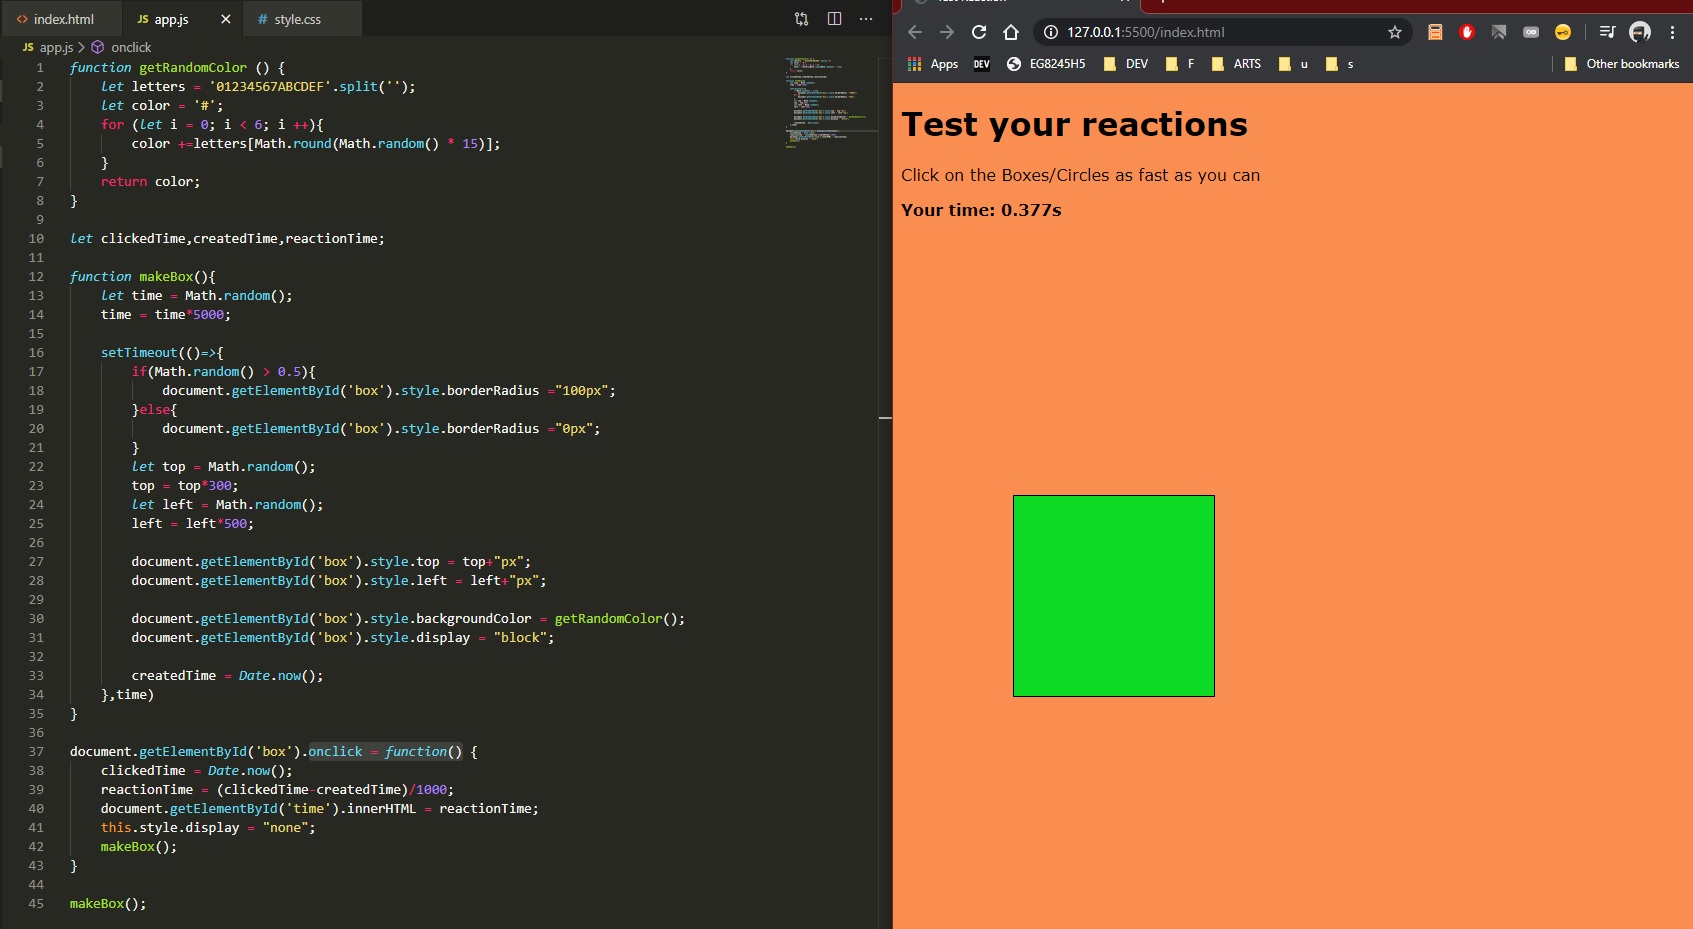 index.html
JS app.js
# style.css
JS app.js > onclick
1 function getRandomColor () {
2 let letters = '01234567ABCDEF'.split('');
3 let color = '#';
4 for (let i = 0; i < 6; i ++){
5 color +=letters[Math.round(Math.random() * 15)];
6 }
7 return color;
8 }
9
10 let clickedTime,createdTime,reactionTime;
11
12 function makeBox(){
13 let time = Math.random();
14 time = time*5000;
15
16 setTimeout(()=>{
17 if(Math.random() > 0.5){
18 document.getElementById('box').style.borderRadius ="100px";
19 }else{
20 document.getElementById('box').style.borderRadius ="0px";
21 }
22 let top = Math.random();
23 top = top*300;
24 let left = Math.random();
25 left = left*500;
26
27 document.getElementById('box').style.top = top+"px";
28 document.getElementById('box').style.left = left+"px";
29
30 document.getElementById('box').style.backgroundColor = getRandomColor();
31 document.getElementById('box').style.display = "block";
32
33 createdTime = Date.now();
34 },time)
35 }
36
37 document.getElementById('box').onclick = function() {
38 clickedTime = Date.now();
39 reactionTime = (clickedTime-createdTime)/1000;
40 document.getElementById('time').innerHTML = reactionTime;
41 this.style.display = "none";
42 makeBox();
43 }
44
45 makeBox();
127.0.0.1:5500/index.html
Apps DEV EG8245H5 DEV F ARTS u s Other bookmarks
Test your reactions
Click on the Boxes/Circles as fast as you can
Your time: 0.377s